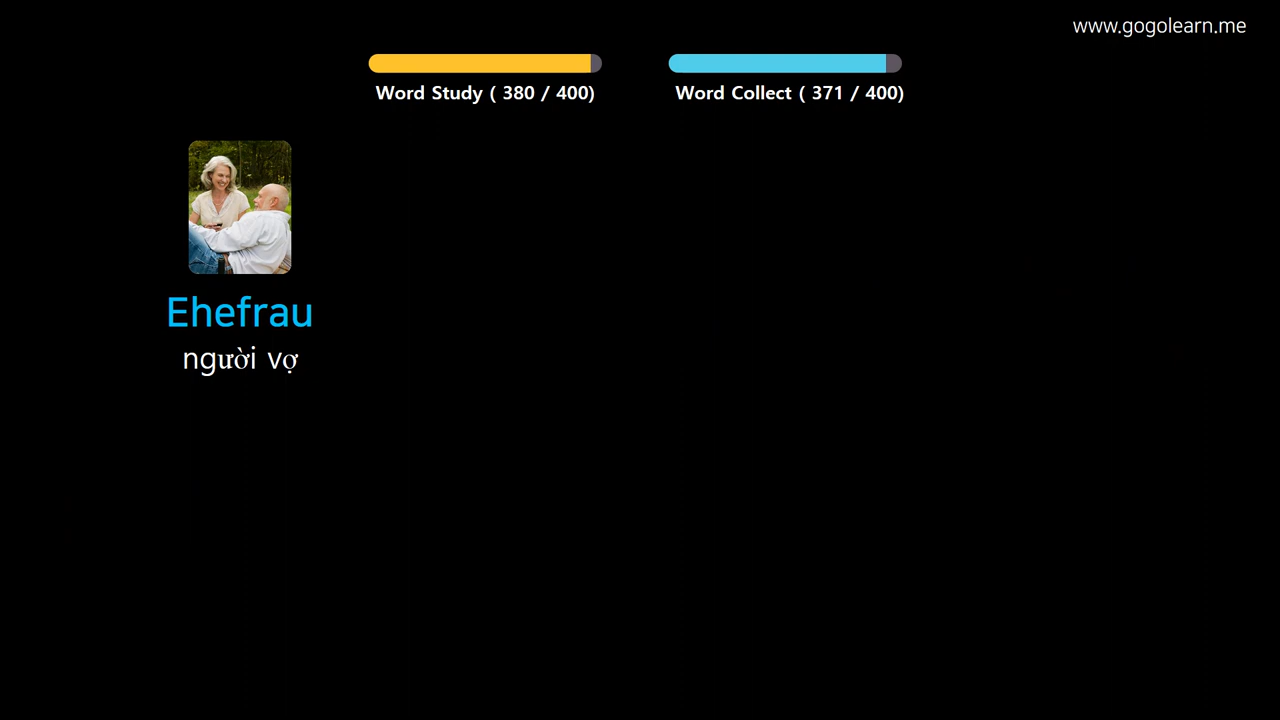 www.gogolearn.me
Word Study ( 380 / 400)
Word Collect ( 371 / 400)
Ehefrau
người vợ